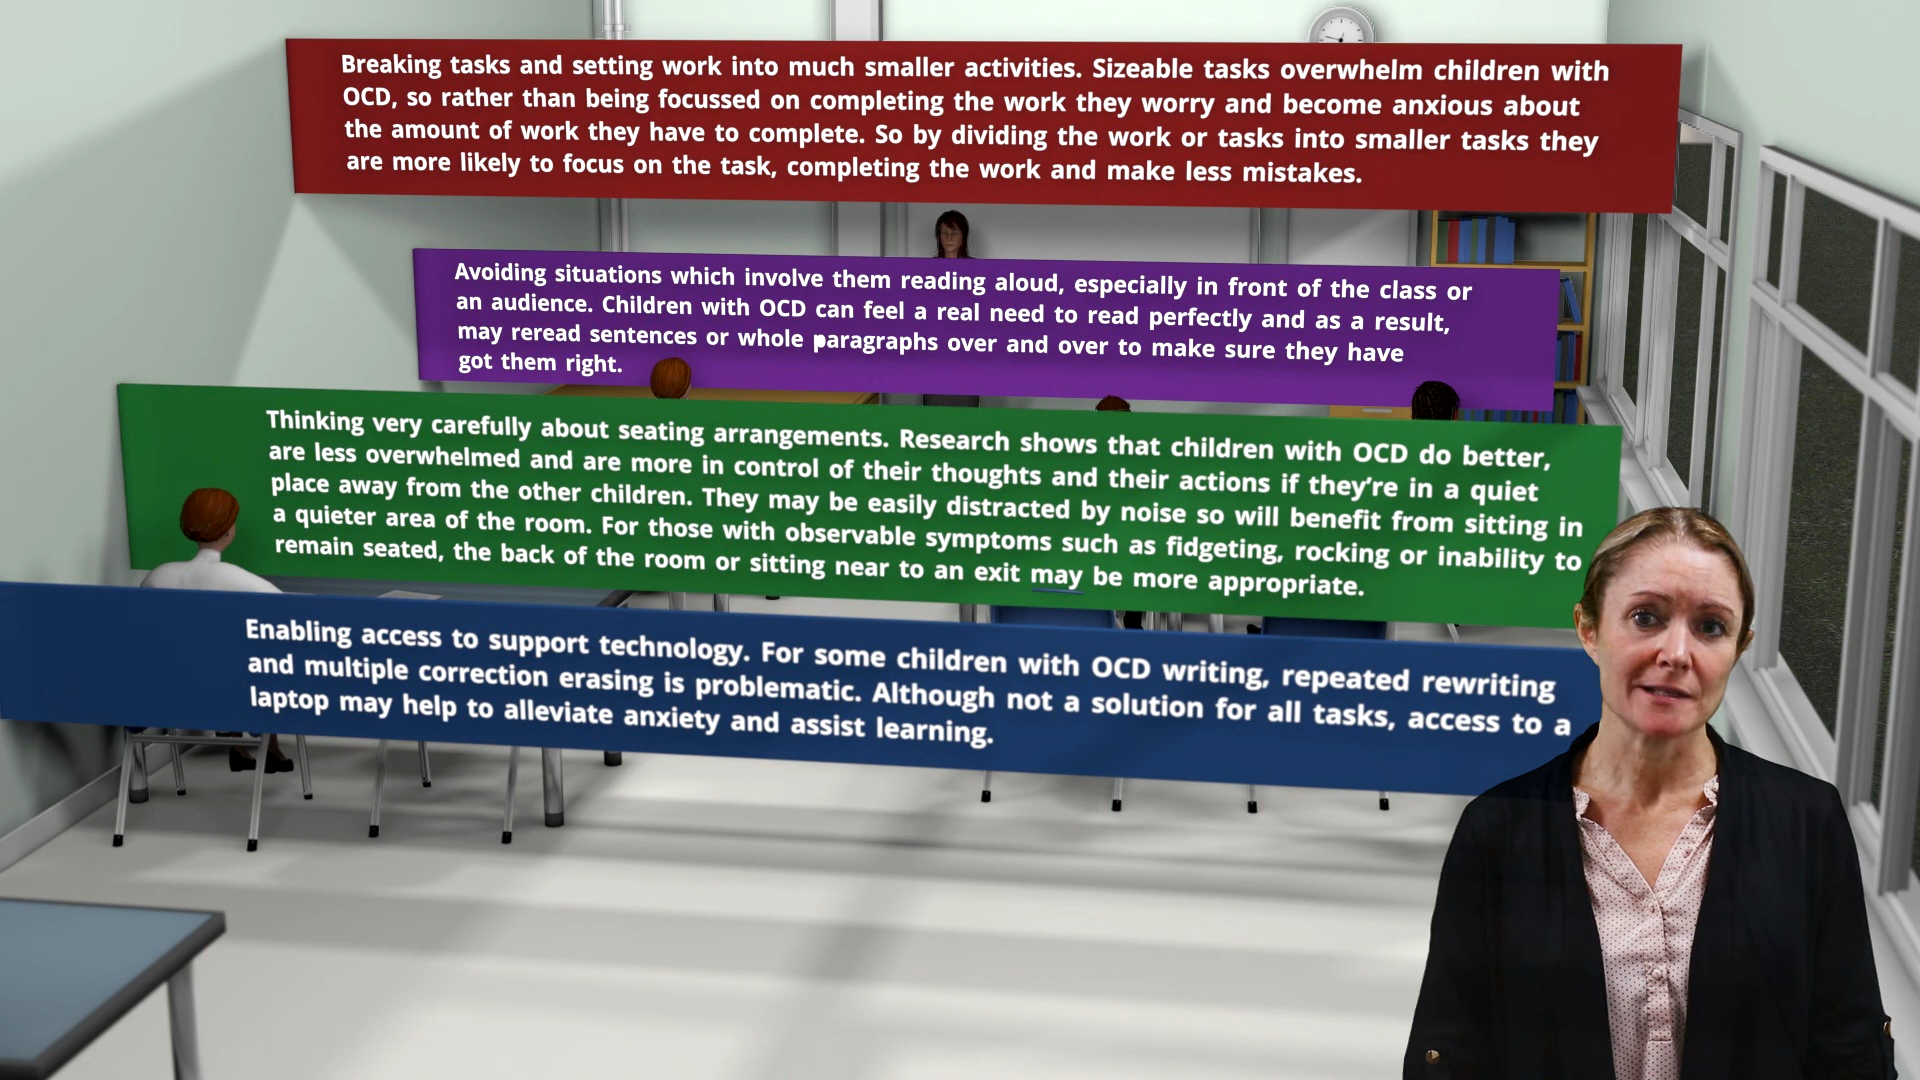 Breaking tasks and setting work into much smaller activities. Sizeable tasks overwhelm children with
OCD, so rather than being focussed on completing the work they worry and become anxious about
the amount of work they have to complete. So by dividing the work or tasks into smaller tasks they
are more likely to focus on the task, completing the work and make less mistakes.
Avoiding situations which involve them reading aloud, especially in front of the class or
an audience. Children with OCD can feel a real need to read perfectly and as a result,
may reread sentences or whole paragraphs over and over to make sure they have
got them right.
Thinking very carefully about seating arrangements. Research shows that children with OCD do better,
are less overwhelmed and are more in control of their thoughts and their actions if they're in a quiet
place away from the other children. They may be easily distracted by noise so will benefit from sitting in
a quieter area of the room. For those with observable symptoms such as fidgeting, rocking or inability to
remain seated, the back of the room or sitting near to an exit may be more appropriate.
Enabling access to support technology. For some children with OCD writing, repeated rewriting
and multiple correction erasing is problematic. Although not a solution for all tasks, access to a
laptop may help to alleviate anxiety and assist learning.